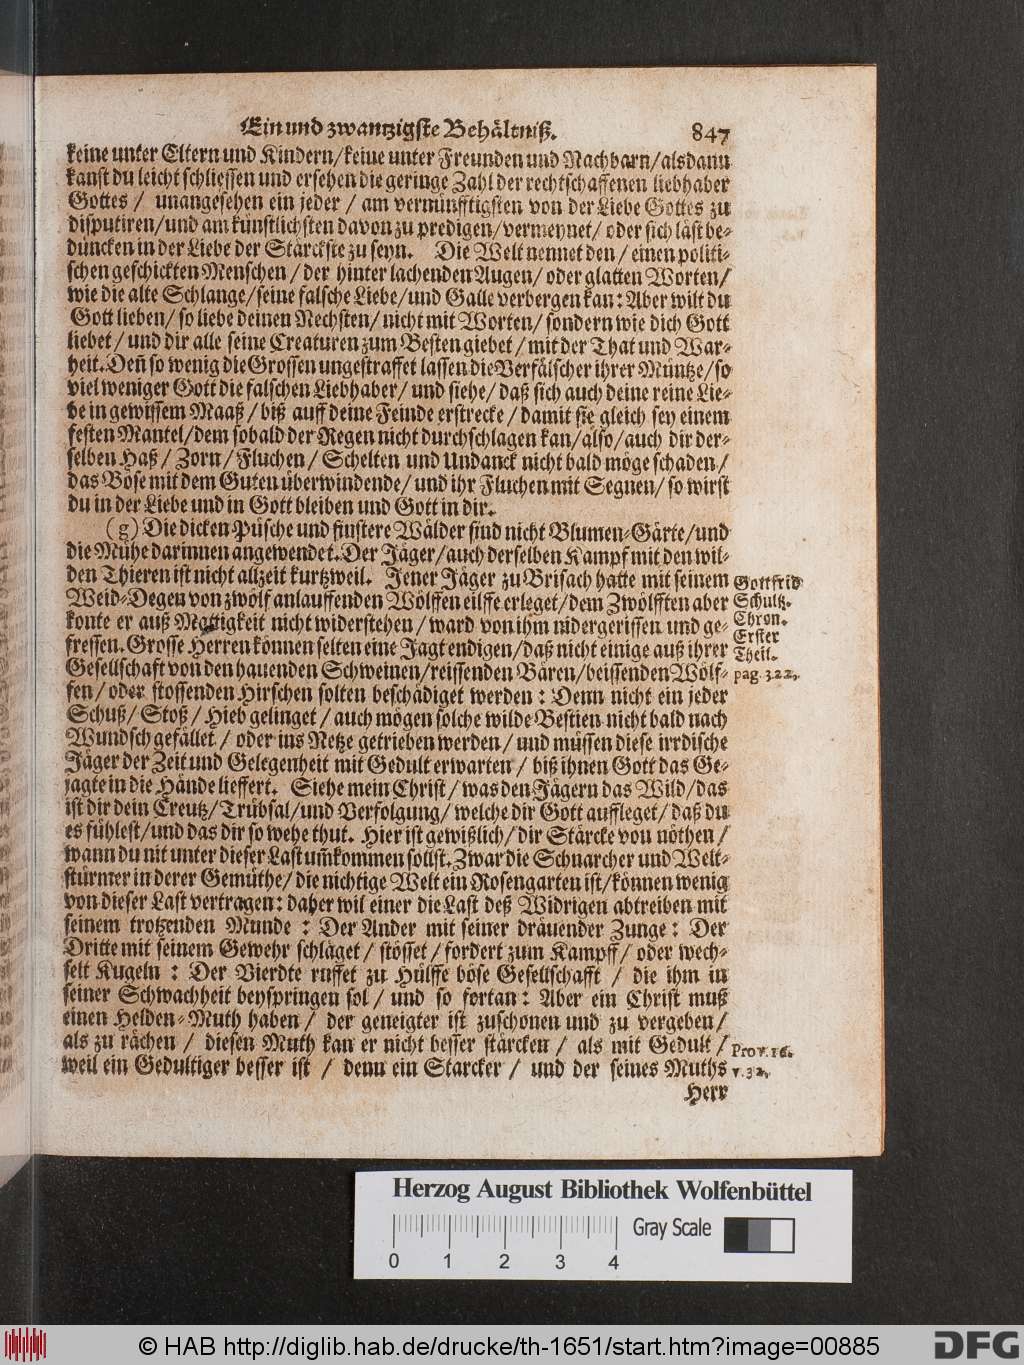 Ein und zwantzigste Behältniß. 847
keine unter Eltern und Kindern/keine unter Freunden und Nachbarn/alsdann
kanst du leicht schliessen und ersehen die geringe Zahl der rechtschaffenen liebhaber
Gottes / unangesehen ein jeder / am vernünfftigsten von der Liebe Gottes zu
disputiren/und am künstlichsten davon zu predigen/vermeynet/ oder sich läst be-
düncken in der Liebe der Stärckste zu seyn. Die Welt nennet den / einen politi-
schen geschickten Menschen / der hinter lachenden Augen/ oder glatten Worten/
wie die alte Schlange/seine falsche Liebe/und Galle verbergen kan: Aber wilt du
Gott lieben/ so liebe deinen Nechsten/ nicht mit Worten/ sondern wie dich Gott
liebet / und dir alle seine Creaturen zum Besten giebet / mit der That und War-
heit. Deñ so wenig die Grossen ungestraffet lassen die Verfälscher ihrer Müntze/so
viel weniger Gott die falschen Liebhaber / und siehe/ daß sich auch deine reine Lie-
be in gewissem Maaß / biß auff deine Feinde erstrecke / damit sie gleich sey einem
festen Mantel/dem sobald der Regen nicht durchschlagen kan/also/auch dir der-
selben Haß / Zorn / Fluchen / Schelten und Undanck nicht bald möge schaden/
das Böse mit dem Guten überwindende/ und ihr Fluchen mit Segnen/ so wirst
du in der Liebe und in Gott bleiben und Gott in dir.
(g) Die dicken Püsche und finstere Wälder sind nicht Blumen-Gärte/und
die Mühe darinnen angewendet. Der Jäger/auch derselben Kampf mit den wil-
den Thieren ist nicht allzeit kurtzweil. Jener Jäger zu Brisach hatte mit seinem
Weid-Degen von zwölf anlauffenden Wölffen eilffe erleget/dem Zwölfften aber
konte er auß Mattigkeit nicht widerstehen/ ward von ihm nidergerissen und ge-
fressen. Grosse Herren können selten eine Jagt endigen/daß nicht einige auß ihrer
Gesellschaft von den hauenden Schweinen/reissenden Bären/beissenden Wölf-
fen/ oder stossenden Hirschen solten beschädiget werden: Denn nicht ein jeder
Schuß/ Stoß / Hieb gelinget / auch mögen solche wilde Bestien nicht bald nach
Wundsch gefället / oder ins Netze getrieben werden / und müssen diese irrdische
Jäger der Zeit und Gelegenheit mit Gedult erwarten / biß ihnen Gott das Ge-
jagte in die Hände lieffert. Siehe mein Christ / was den Jägern das Wild/das
ist dir dein Creutz/ Trübsal/und Verfolgung/ welche dir Gott aufleget/ daß du
es fühlest/und das dir so wehe thut. Hier ist gewißlich/ dir Stärcke von nöthen /
wann du nit unter dieser Last um̃kommen sollst. Zwar die Schnarcher und Welt-
stürmer in derer Gemüthe/ die nichtige Welt ein Rosengarten ist/können wenig
von dieser Last vertragen: daher wil einer die Last deß Widrigen abtreiben mit
seinem trotzenden Munde : Der Ander mit seiner dräuender Zunge: Der
Dritte mit seinem Gewehr schläget / stösset / fordert zum Kampff / oder wech-
selt Kugeln : Der Vierdte ruffet zu Hülffe böse Gesellschafft / die ihm in
seiner Schwachheit beyspringen sol / und so fortan: Aber ein Christ muß
einen Helden-Muth haben / der geneigter ist zuschonen und zu vergeben/
als zu rächen / diesen Muth kan er nicht besser stärcken / als mit Gedult /
weil ein Gedultiger besser ist / denn ein Starcker / und der seines Muths
Herr
Gottfrid
Schultz.
Chron.
Erster
Theil.
pag. 322.
Prov. 16.
v. 32.
Herzog August Bibliothek Wolfenbüttel
Gray Scale
0 1 2 3 4
© HAB http://diglib.hab.de/drucke/th-1651/start.htm?image=00885
DFG